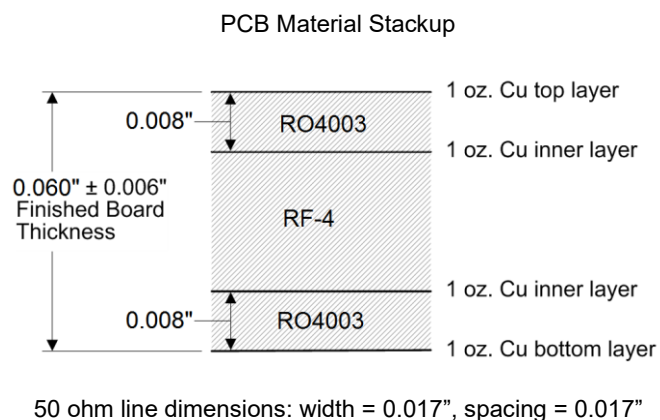 PCB Material Stackup
1 oz. Cu top layer
0.008"
RO4003
1 oz. Cu inner layer
0.060" ± 0.006"
Finished Board
Thickness
RF-4
1 oz. Cu inner layer
0.008"
RO4003
1 oz. Cu bottom layer
50 ohm line dimensions: width = 0.017”, spacing = 0.017”